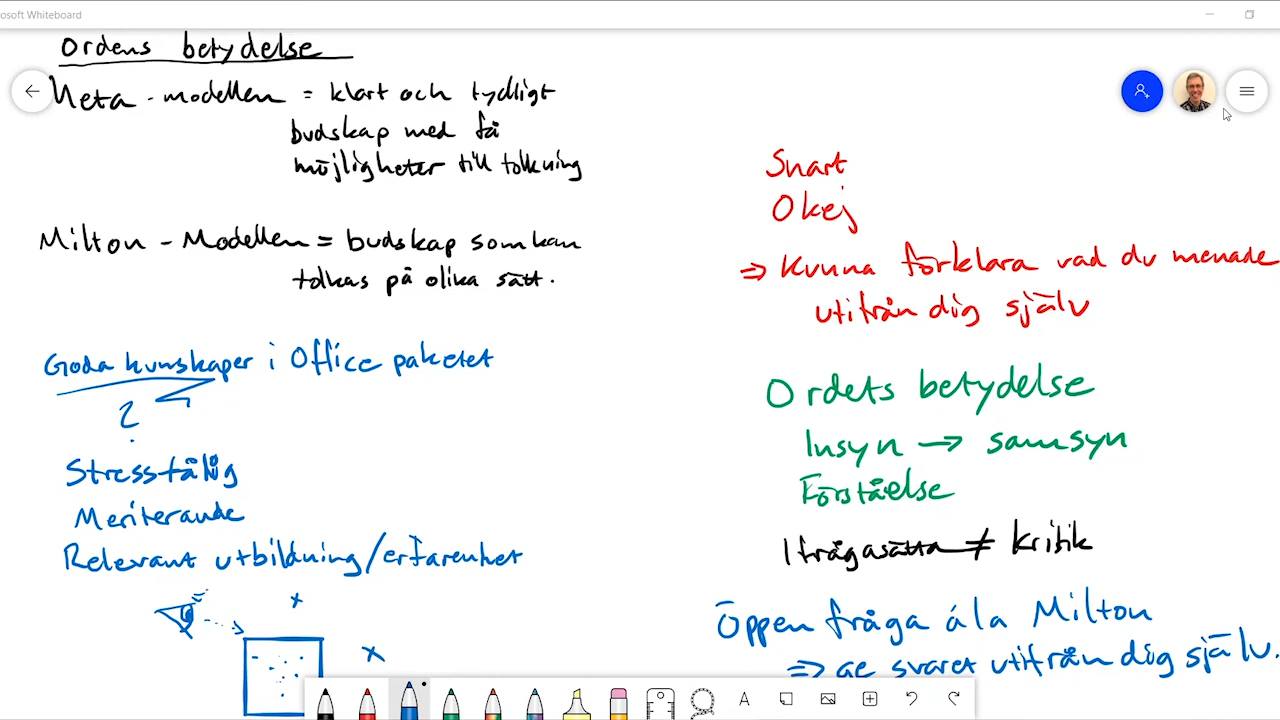 osoft Whiteboard
Ordens betydelse
Meta - modellen = klart och tydligt
budskap med få
möjligheter till tolkning
Milton - Modellen = budskap som kan
tolkas på olika sätt.
Goda kunskaper i Office paketet
?
Stresstålig
Meriterande
Relevant utbildning/erfarenhet
x
x
Snart
Okej
⇒ Kunna förklara vad du menade
utifrån dig själv
Ordets betydelse
Insyn → samsyn
Förståelse
Ifrågasätta ≠ kritik
Öppen fråga ála Milton
⇒ ge svaret utifrån dig själv.
A